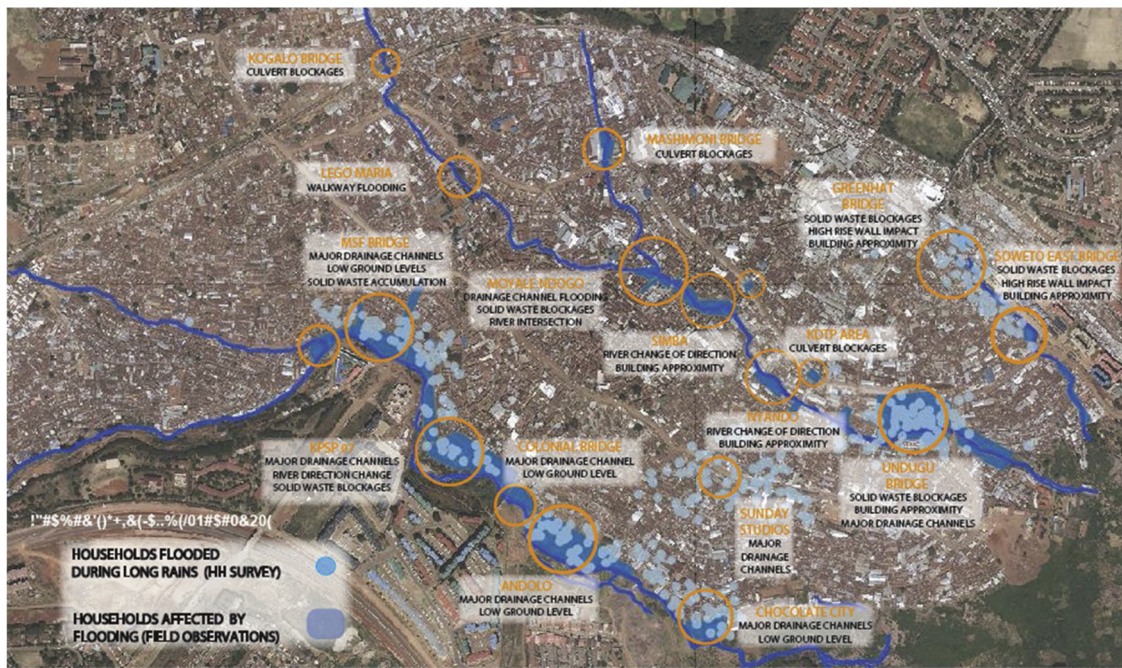 KOGALO BRIDGE
CULVERT BLOCKAGES
MASHIMONI BRIDGE
CULVERT BLOCKAGES
LEGO MARIA
WALKWAY FLOODING
GREENHAT
BRIDGE
SOLID WASTE BLOCKAGES
HIGH RISE WALL IMPACT
BUILDING APPROXIMITY
MSF BRIDGE
MAJOR DRAINAGE CHANNELS
LOW GROUND LEVELS
SOLID WASTE ACCUMULATION
SOWETO EAST BRIDGE
SOLID WASTE BLOCKAGES
HIGH RISE WALL IMPACT
BUILDING APPROXIMITY
MOYALE NDOGO
DRAINAGE CHANNEL FLOODING
SOLID WASTE BLOCKAGES
RIVER INTERSECTION
SIMBA
RIVER CHANGE OF DIRECTION
BUILDING APPROXIMITY
KDTP AREA
CULVERT BLOCKAGES
NYANDO
RIVER CHANGE OF DIRECTION
BUILDING APPROXIMITY
MAJOR DRAINAGE CHANNELS
RIVER DIRECTION CHANGE
SOLID WASTE BLOCKAGES
COLONIAL BRIDGE
MAJOR DRAINAGE CHANNEL
LOW GROUND LEVEL
UNDUGU
BRIDGE
SOLID WASTE BLOCKAGES
BUILDING APPROXIMITY
MAJOR DRAINAGE CHANNELS
SUNDAY
STUDIOS
MAJOR
DRAINAGE
CHANNELS
!"#$%#&'()*+,&(-$..%(/01#$#0&20(
HOUSEHOLDS FLOODED
DURING LONG RAINS (HH SURVEY)
ANDOLO
MAJOR DRAINAGE CHANNELS
LOW GROUND LEVEL
CHOCOLATE CITY
MAJOR DRAINAGE CHANNELS
LOW GROUND LEVEL
HOUSEHOLDS AFFECTED BY
FLOODING (FIELD OBSERVATIONS)